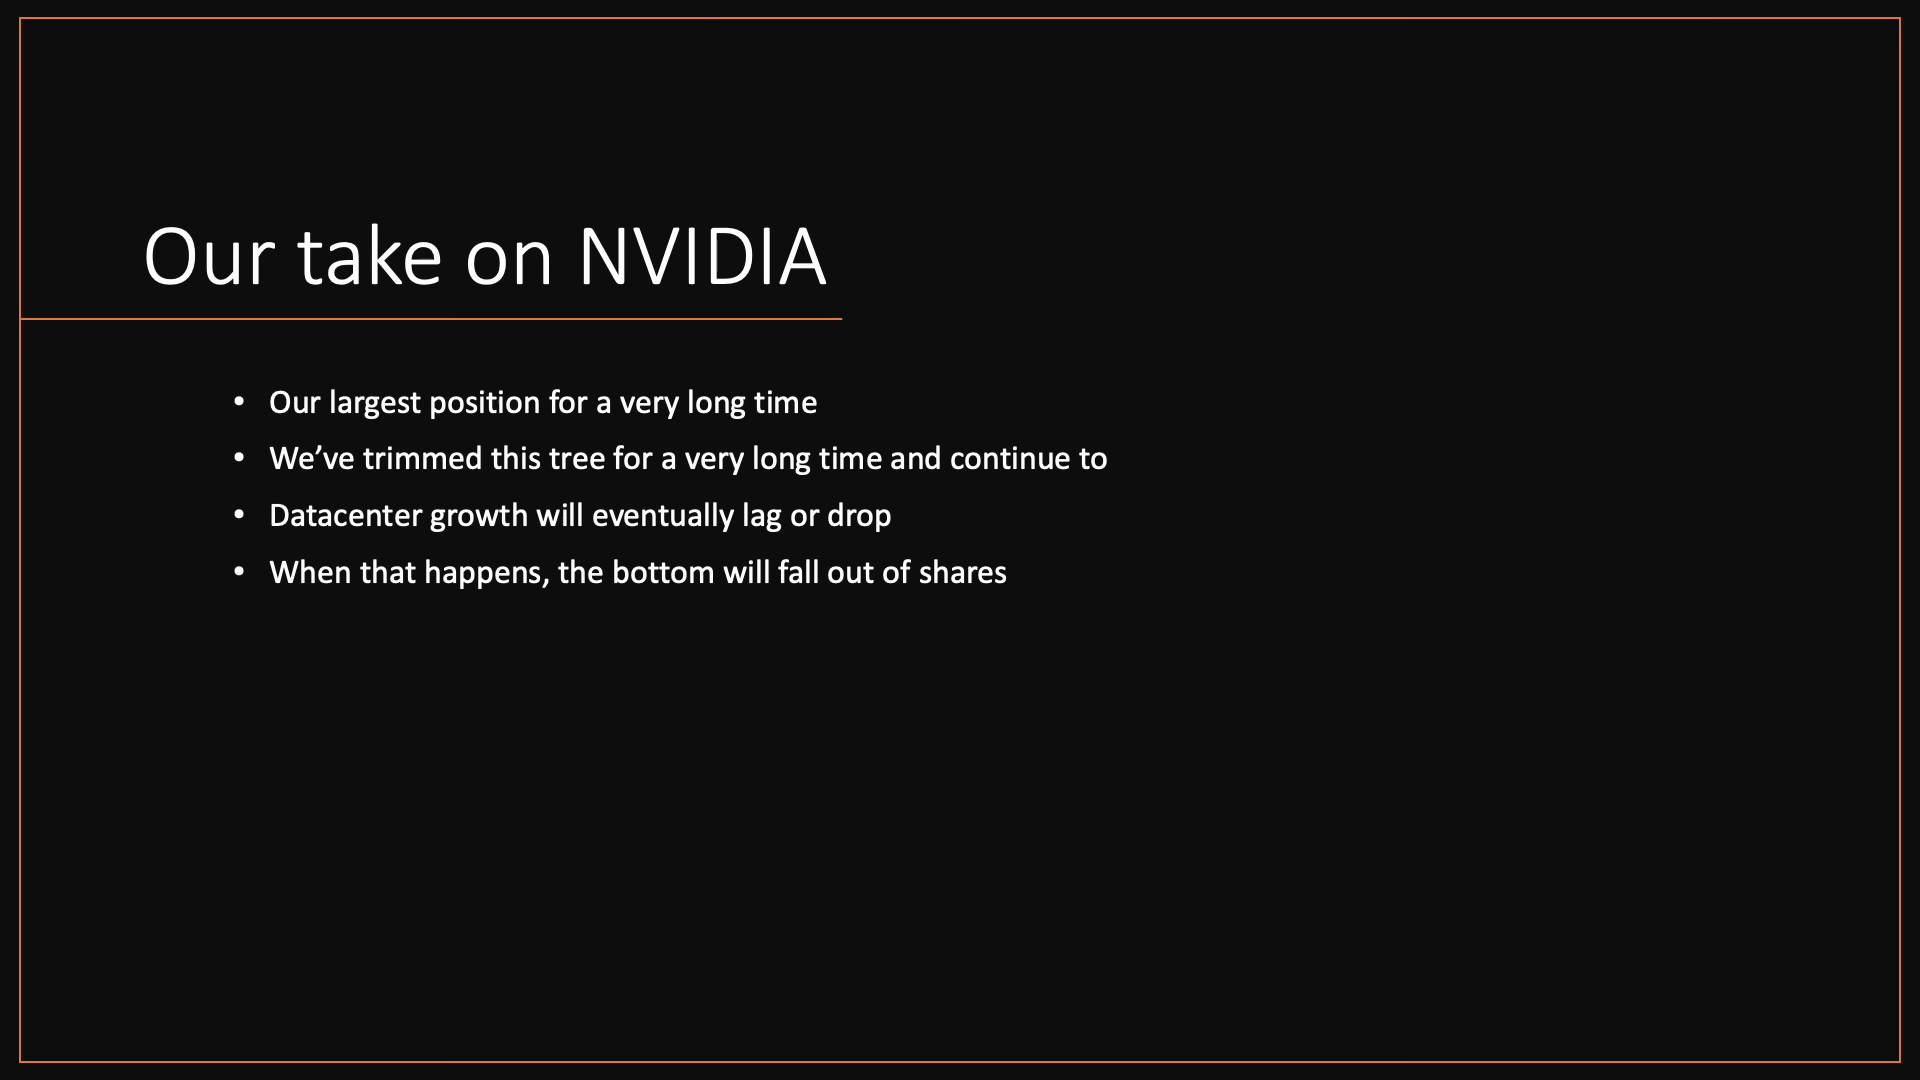 Our take on NVIDIA
• Our largest position for a very long time
• We’ve trimmed this tree for a very long time and continue to
• Datacenter growth will eventually lag or drop
• When that happens, the bottom will fall out of shares